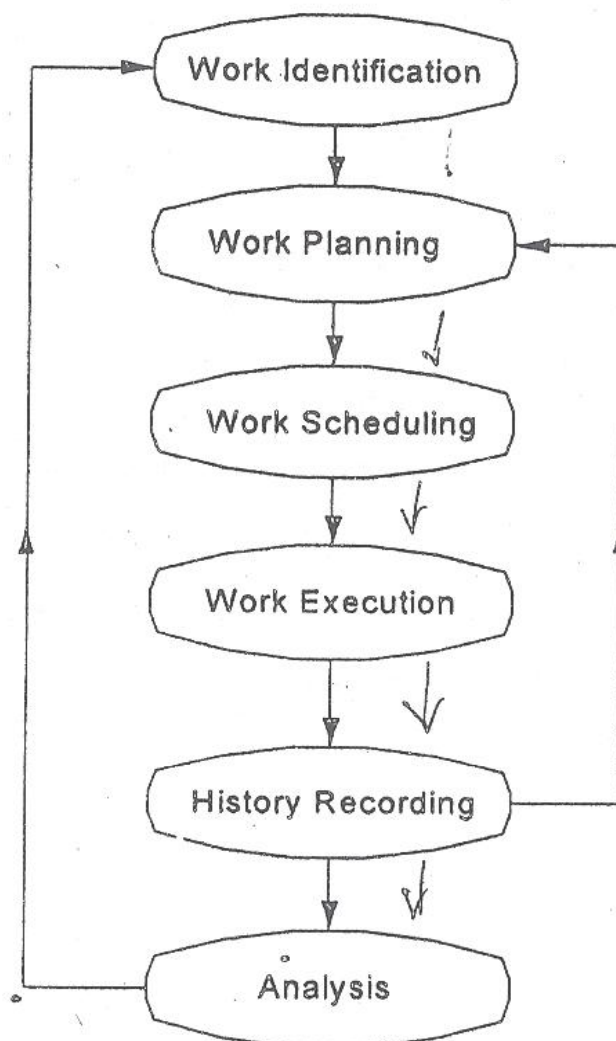 Work Identification
Work Planning
Work Scheduling
Work Execution
History Recording
Analysis